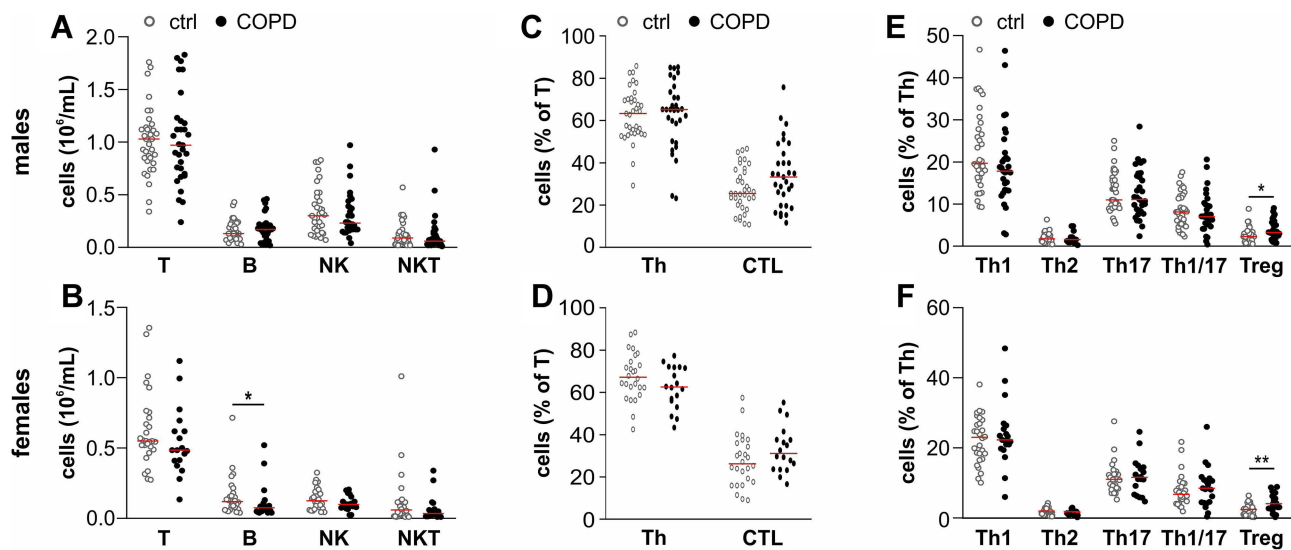 A ctrl COPD
males
cells (10⁶/mL)
2.0
1.5
1.0
0.5
0.0
T B NK NKT
C ctrl COPD
cells (% of T)
100
80
60
40
20
0
Th CTL
E ctrl COPD
cells (% of Th)
50
40
30
20
10
0
*
Th1 Th2 Th17 Th1/17 Treg
B
females
cells (10⁶/mL)
1.5
1.0
0.5
0.0
*
T B NK NKT
D
cells (% of T)
100
80
60
40
20
0
Th CTL
F
cells (% of Th)
60
40
20
0
**
Th1 Th2 Th17 Th1/17 Treg